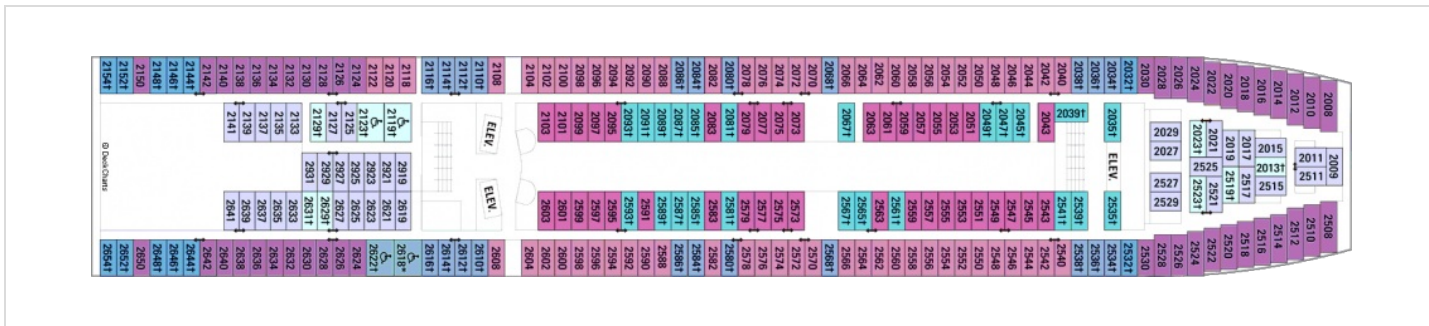 2154† 2152† 2150 2148† 2146† 2144† 2142 2140 2138 2136 2134 2132 2130 2128 2126 2124 2122 2120 2118 2116† 2114† 2112† 2110† 2108 2104 2102 2100 2098 2096 2094 2092 2090 2088 2086† 2084† 2082 2080† 2078 2076 2074 2072 2070 2068† 2066 2064 2062 2060 2058 2056 2054 2052 2050 2048 2046 2044 2042 2040 2038† 2036† 2034† 2032† 2030 2028 2026 2024 2022 2020 2018 2016 2014 2012 2010 2008
2141 2139 2137 2135 2133 2129† 2127 2125 2123† 2119† ELEV. 2103 2101 2099 2097 2095 2093† 2091† 2089† 2087† 2085† 2083 2081† 2079 2077 2075 2073 2067† 2063 2061 2059 2057 2055 2053 2051 2049† 2047† 2045† 2043 2039† 2035†
2029 2023† 2021 2019 2017 2015
2027 2011 2009
© DeckCharts 2931 2929 2927 2925 2923 2921 2919 ELEV. 2525 2013†
2527 2519† 2517 2515 2511
2529 2523† 2521
2641 2639 2637 2635 2633 2631† 2629† 2627 2625 2623 2621 2619 ELEV. 2603 2601 2599 2597 2595 2593† 2591 2589† 2587† 2585† 2583 2581† 2579 2577 2575 2573 2567† 2565† 2563 2561† 2559 2557 2555 2553 2551 2549 2547 2545 2543 2541† 2539† 2535†
2654† 2652† 2650 2648† 2646† 2644† 2642 2640 2638 2636 2634 2632 2630 2628 2626 2624 2622† 2618* 2616† 2614† 2612† 2610† 2608 2604 2602 2600 2598 2596 2594 2592 2590 2588 2586† 2584† 2582 2580† 2578 2576 2574 2572 2570 2568† 2566 2564 2562 2560 2558 2556 2554 2552 2550 2548 2546 2544 2542 2540 2538† 2536† 2534† 2532† 2530 2528 2526 2524 2522 2520 2518 2516 2514 2512 2510 2508